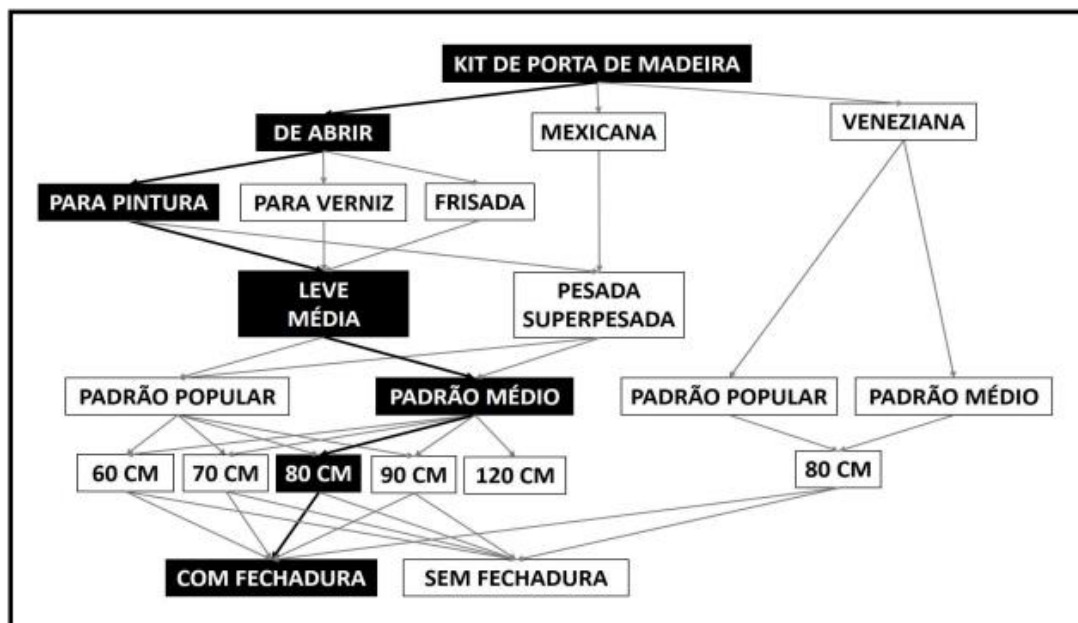 KIT DE PORTA DE MADEIRA
DE ABRIR
MEXICANA
VENEZIANA
PARA PINTURA
PARA VERNIZ
FRISADA
LEVE
MÉDIA
PESADA
SUPERPESADA
PADRÃO POPULAR
PADRÃO MÉDIO
PADRÃO POPULAR
PADRÃO MÉDIO
60 CM
70 CM
80 CM
90 CM
120 CM
80 CM
COM FECHADURA
SEM FECHADURA